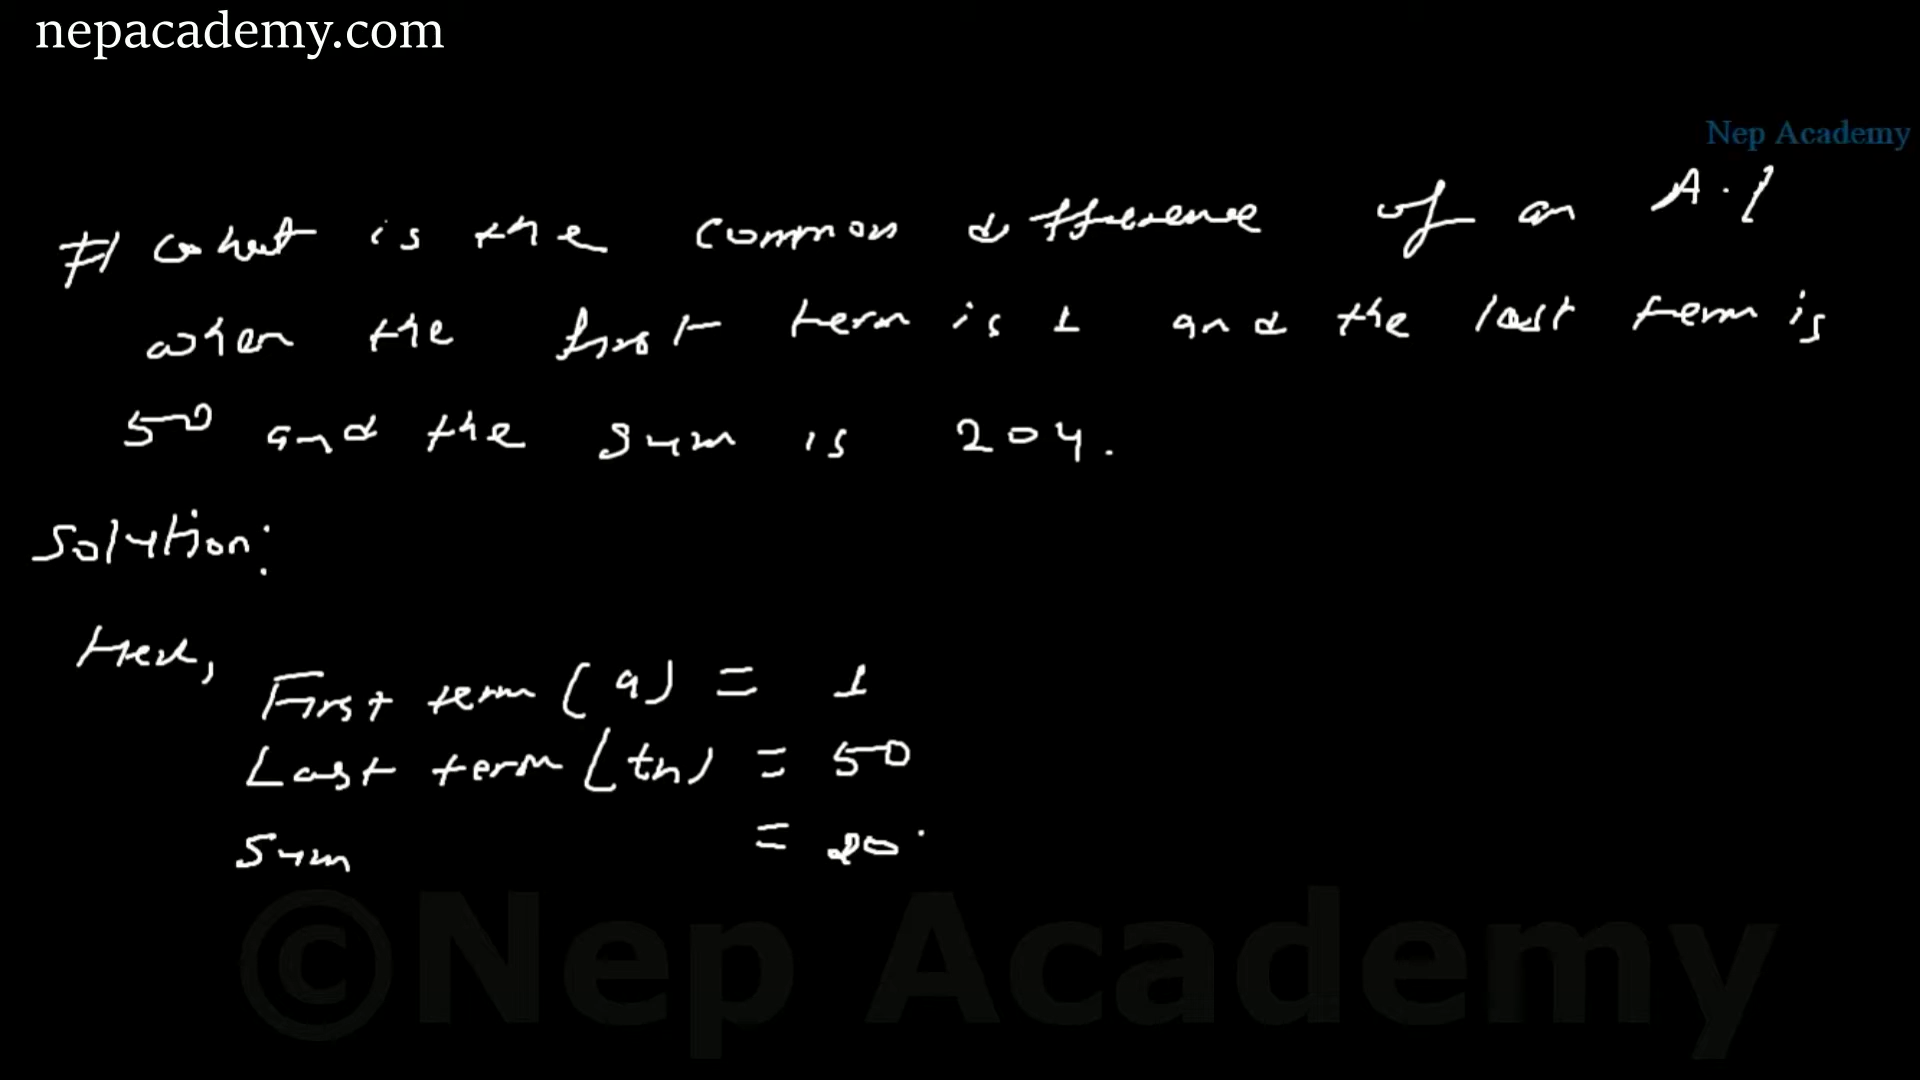 nepacademy.com
Nep Academy
# what is the common difference of an A.
when the first term is 1 and the last term is
50 and the sum is 204.
Solution:
Here,
First term (a) = 1
Last term (tn) = 50
Sum = 20
©Nep Academy